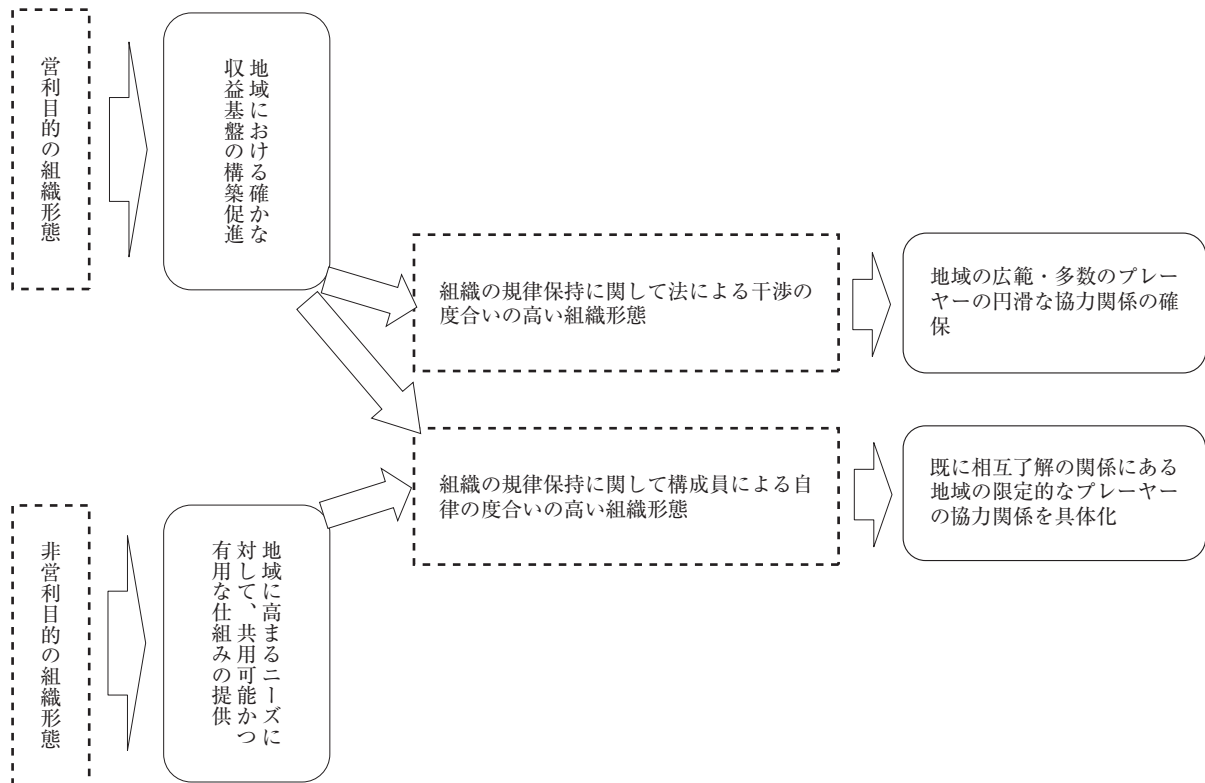 営利目的の組織形態
地域における確かな
収益基盤の構築促進
組織の規律保持に関して法による干渉の
度合いの高い組織形態
地域の広範・多数のプレー
ヤーの円滑な協力関係の確
保
組織の規律保持に関して構成員による自
律の度合いの高い組織形態
既に相互了解の関係にある
地域の限定的なプレーヤー
の協力関係を具体化
非営利目的の組織形態
地域に高まるニーズに
対して、共用可能かつ
有用な仕組みの提供